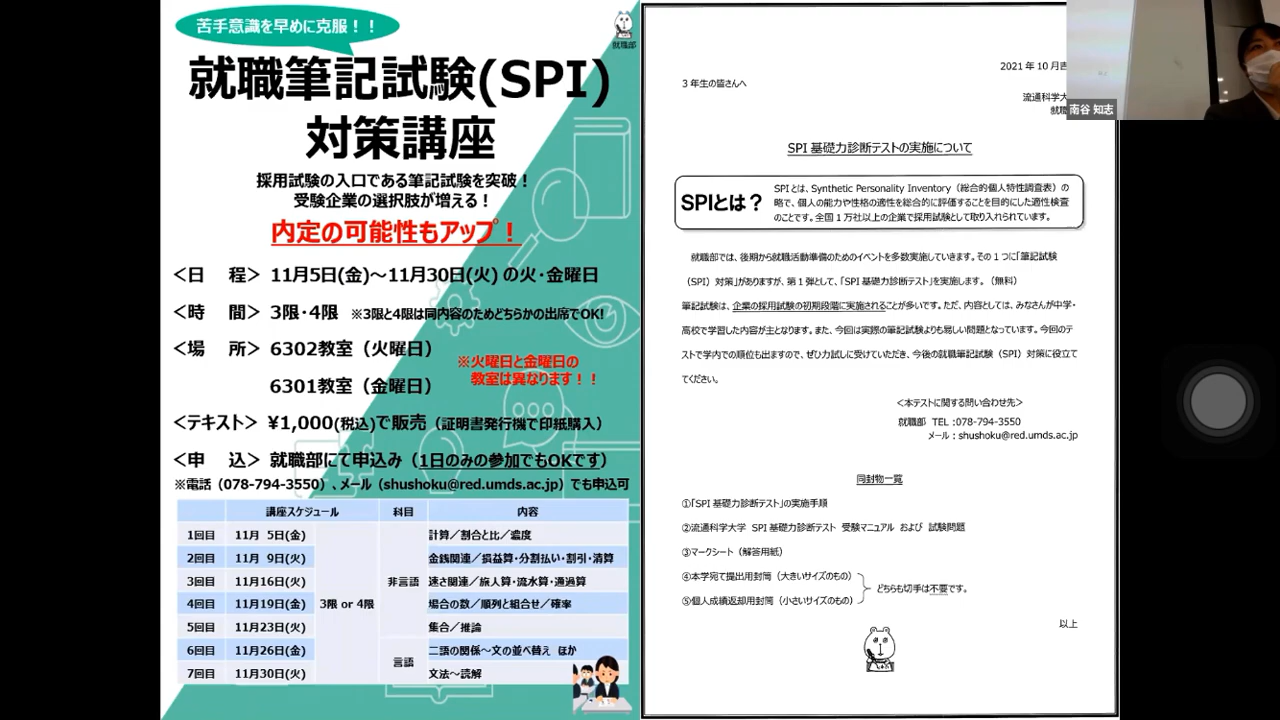 苦手意識を早めに克服！！
就職部
就職筆記試験(SPI)
対策講座
採用試験の入口である筆記試験を突破！
受験企業の選択肢が増える！
内定の可能性もアップ！
＜日　程＞ 11月5日(金)～11月30日(火) の火・金曜日
＜時　間＞ 3限・4限 ※3限と4限は同内容のためどちらかの出席でOK!
＜場　所＞ 6302教室（火曜日）
6301教室（金曜日）
※火曜日と金曜日の
教室は異なります！！
＜テキスト＞ ¥1,000(税込)で販売（証明書発行機で印紙購入）
＜申　込＞ 就職部にて申込み（1日のみの参加でもOKです）
※電話（078-794-3550）、メール（shushoku@red.umds.ac.jp）でも申込可
講座スケジュール 科目 内容
1回目 11月 5日(金) 計算／割合と比／濃度
2回目 11月 9日(火) 金銭関連／損益算・分割払い・割引・清算
3回目 11月16日(火) 非言語 速さ関連／旅人算・流水算・通過算
4回目 11月19日(金) 3限 or 4限 場合の数／順列と組合せ／確率
5回目 11月23日(火) 集合／推論
6回目 11月26日(金) 言語 二語の関係～文の並べ替え ほか
7回目 11月30日(火) 文法～読解
2021年10月吉
3年生の皆さんへ
流通科学大
就職
南谷 知志
SPI 基礎力診断テストの実施について
SPIとは？
SPIとは、Synthetic Personality Inventory（総合的個人特性調査表）の
略で、個人の能力や性格の適性を総合的に評価することを目的にした適性検査
のことです。全国1万社以上の企業で採用試験として取り入れられています。
就職部では、後期から就職活動準備のためのイベントを多数実施していきます。その1つに「筆記試験
（SPI）対策」がありますが、第1弾として、「SPI基礎力診断テスト」を実施します。（無料）
筆記試験は、企業の採用試験の初期段階に実施されることが多いです。ただ、内容としては、みなさんが中学・
高校で学習した内容が主となります。また、今回は実際の筆記試験よりも易しい問題となっています。今回のテ
ストで学内での順位も出ますので、ぜひ力試しに受けていただき、今後の就職筆記試験（SPI）対策に役立て
てください。
＜本テストに関する問い合わせ先＞
就職部 TEL :078-794-3550
メール : shushoku@red.umds.ac.jp
同封物一覧
①「SPI基礎力診断テスト」の実施手順
②流通科学大学 SPI基礎力診断テスト 受験マニュアル および 試験問題
③マークシート（解答用紙）
④本学宛て提出用封筒（大きいサイズのもの）
⑤個人成績返却用封筒（小さいサイズのもの）
どちらも切手は不要です。
以上